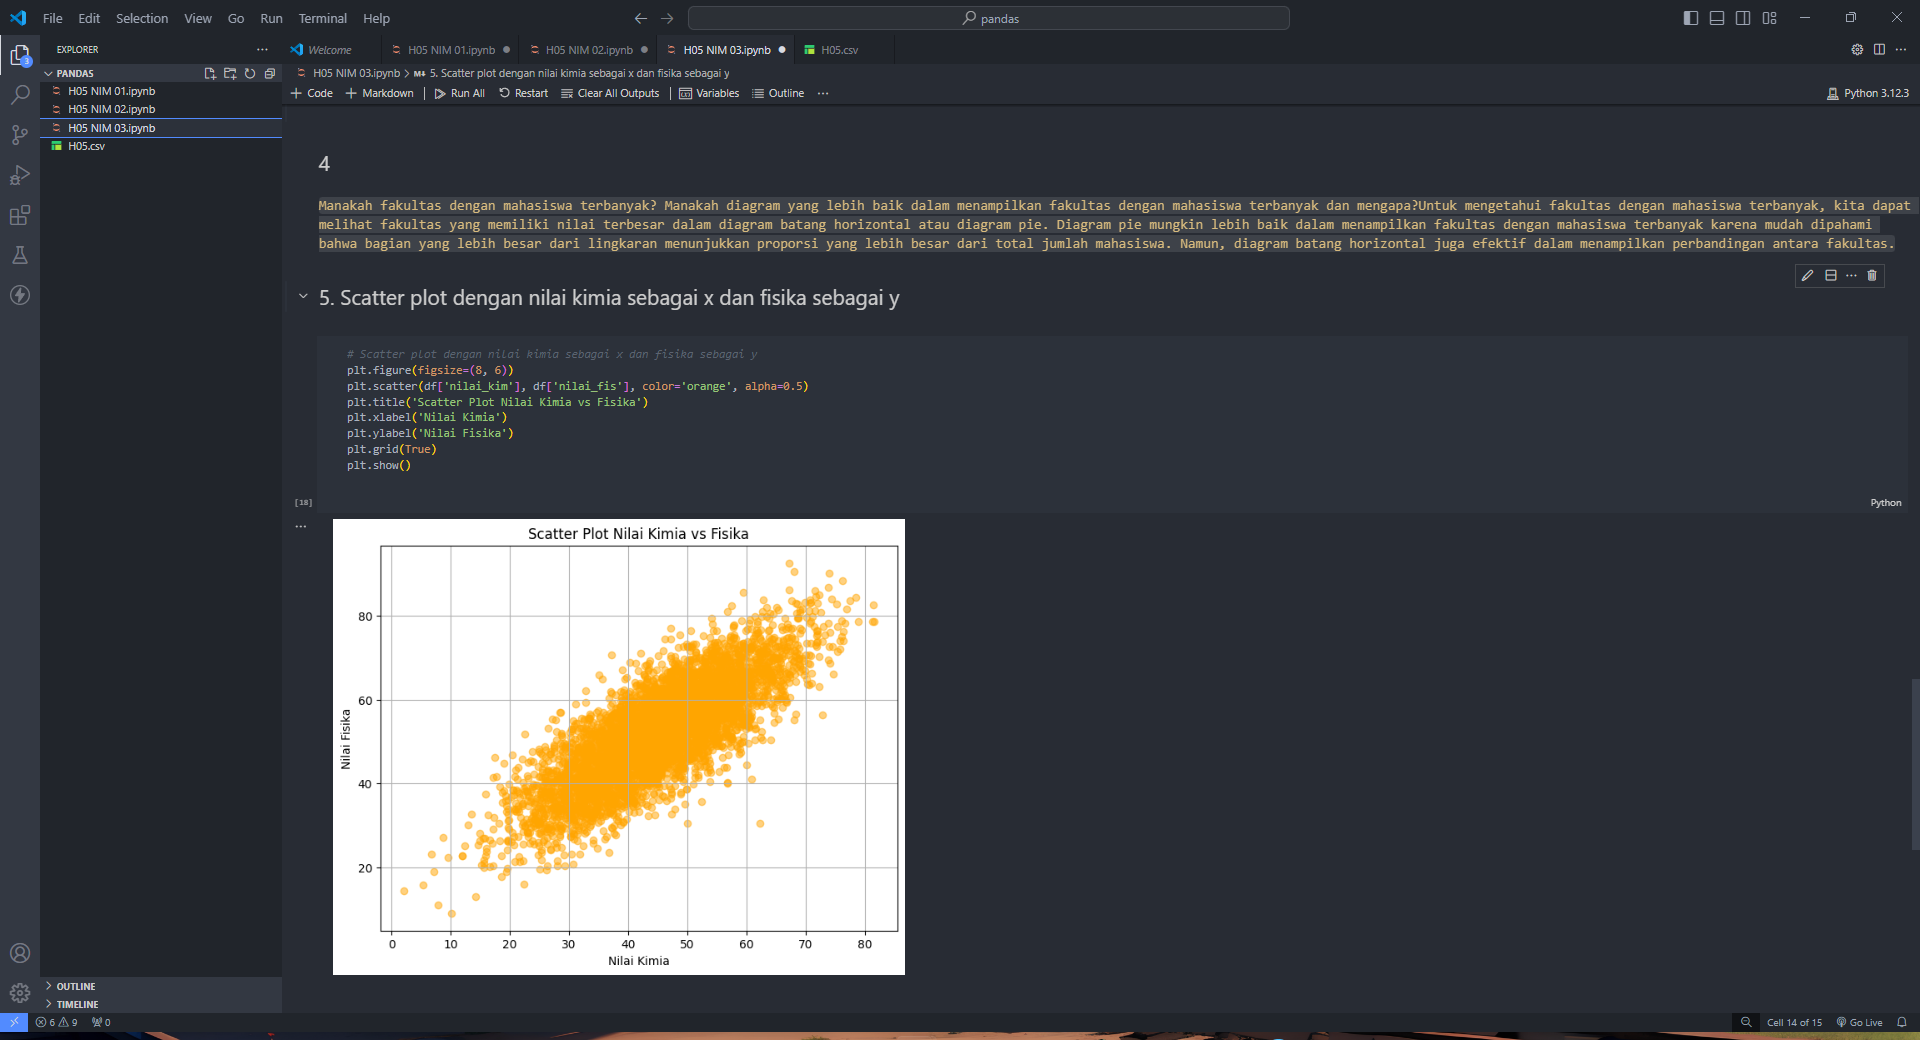 File Edit Selection View Go Run Terminal Help
pandas
EXPLORER
Welcome
H05 NIM 01.ipynb
H05 NIM 02.ipynb
H05 NIM 03.ipynb
H05.csv
PANDAS
H05 NIM 01.ipynb
H05 NIM 02.ipynb
H05 NIM 03.ipynb
H05.csv
H05 NIM 03.ipynb > M↓ 5. Scatter plot dengan nilai kimia sebagai x dan fisika sebagai y
+ Code + Markdown | Run All Restart Clear All Outputs | Variables Outline ...
Python 3.12.3
4
Manakah fakultas dengan mahasiswa terbanyak? Manakah diagram yang lebih baik dalam menampilkan fakultas dengan mahasiswa terbanyak dan mengapa?Untuk mengetahui fakultas dengan mahasiswa terbanyak, kita dapat
melihat fakultas yang memiliki nilai terbesar dalam diagram batang horizontal atau diagram pie. Diagram pie mungkin lebih baik dalam menampilkan fakultas dengan mahasiswa terbanyak karena mudah dipahami
bahwa bagian yang lebih besar dari lingkaran menunjukkan proporsi yang lebih besar dari total jumlah mahasiswa. Namun, diagram batang horizontal juga efektif dalam menampilkan perbandingan antara fakultas.
5. Scatter plot dengan nilai kimia sebagai x dan fisika sebagai y
# Scatter plot dengan nilai kimia sebagai x dan fisika sebagai y
plt.figure(figsize=(8, 6))
plt.scatter(df['nilai_kim'], df['nilai_fis'], color='orange', alpha=0.5)
plt.title('Scatter Plot Nilai Kimia vs Fisika')
plt.xlabel('Nilai Kimia')
plt.ylabel('Nilai Fisika')
plt.grid(True)
plt.show()
[18]
Python
Scatter Plot Nilai Kimia vs Fisika
80
60
40
20
Nilai Fisika
0 10 20 30 40 50 60 70 80
Nilai Kimia
OUTLINE
TIMELINE
3
6 9 0
Cell 14 of 15 Go Live